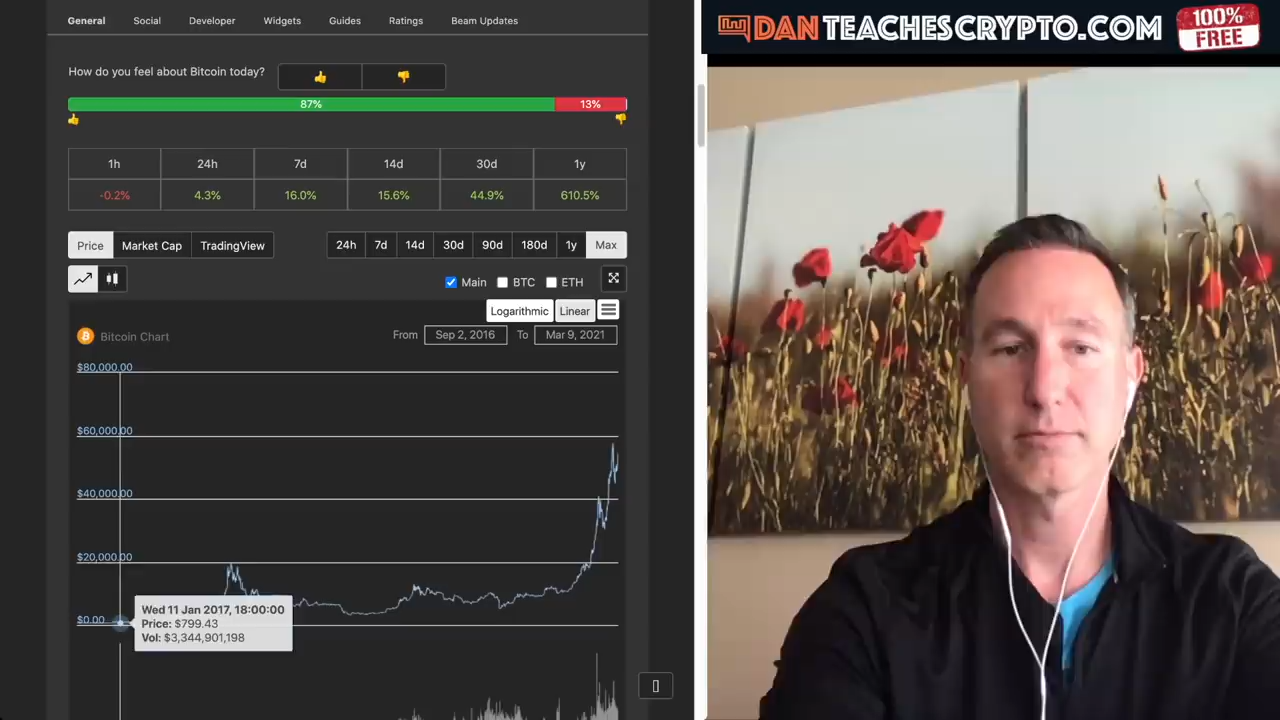 General Social Developer Widgets Guides Ratings Beam Updates
DANTEACHESCRYPTO.COM
100%
FREE
How do you feel about Bitcoin today?
87% 13%
1h 24h 7d 14d 30d 1y
-0.2% 4.3% 16.0% 15.6% 44.9% 610.5%
Price Market Cap TradingView 24h 7d 14d 30d 90d 180d 1y Max
Main BTC ETH
Logarithmic Linear
Bitcoin Chart From Sep 2, 2016 To Mar 9, 2021
$80,000.00
$60,000.00
$40,000.00
$20,000.00
$0.00
Wed 11 Jan 2017, 18:00:00
Price: $799.43
Vol: $3,344,901,198